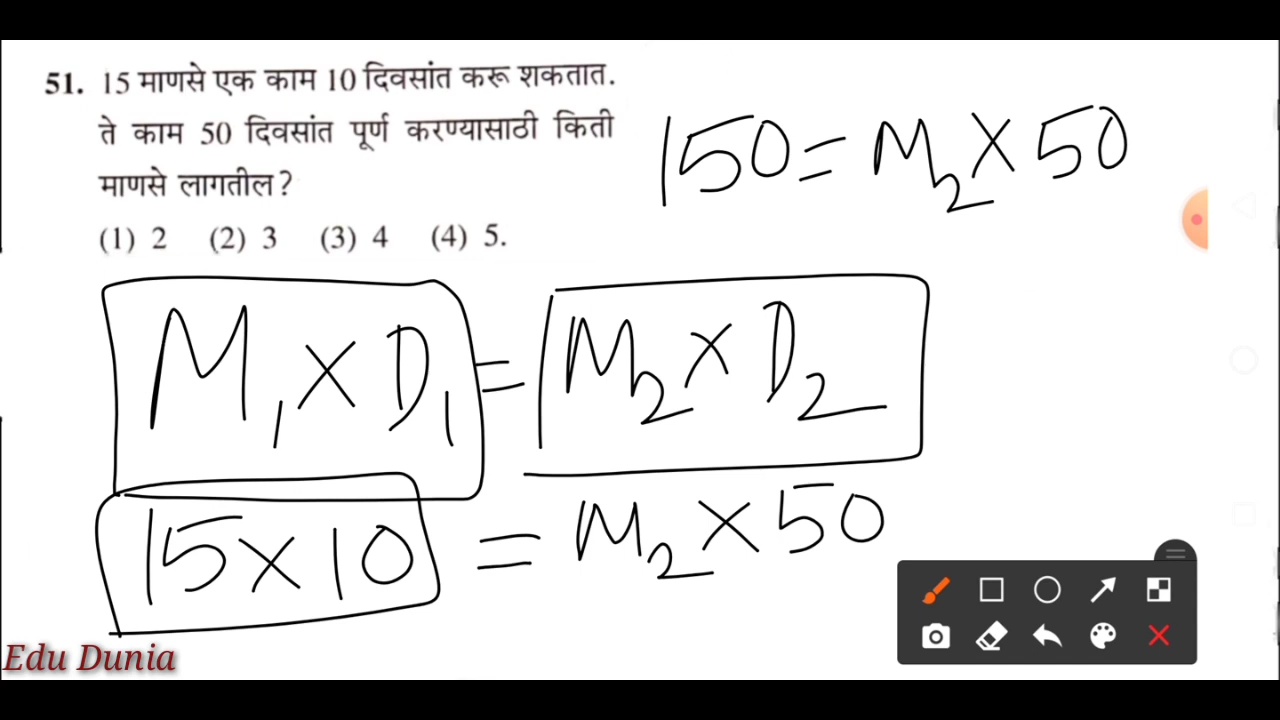 51. 15 माणसे एक काम 10 दिवसांत करू शकतात.
ते काम 50 दिवसांत पूर्ण करण्यासाठी किती
माणसे लागतील?
(1) 2 (2) 3 (3) 4 (4) 5.
150 = M₂ × 50
M₁ × D₁ = M₂ × D₂
15 × 10 = M₂ × 50
Edu Dunia